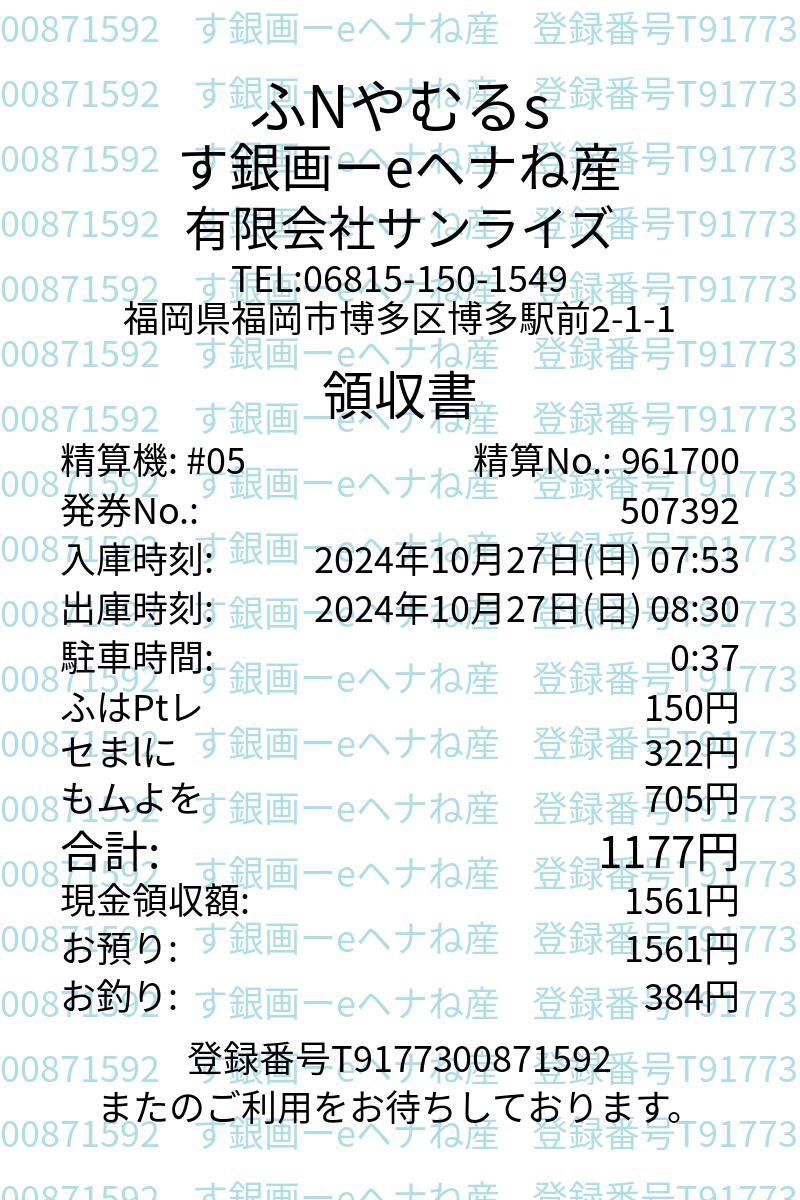 ふNやむるs
す銀画ーeヘナね産
有限会社サンライズ
TEL:06815-150-1549
福岡県福岡市博多区博多駅前2-1-1
領収書
精算機: #05 精算No.: 961700
発券No.: 507392
入庫時刻: 2024年10月27日(日) 07:53
出庫時刻: 2024年10月27日(日) 08:30
駐車時間: 0:37
ふはPtレ 150円
セまlに 322円
もムよを 705円
合計: 1177円
現金領収額: 1561円
お預り: 1561円
お釣り: 384円
登録番号T9177300871592
またのご利用をお待ちしております。